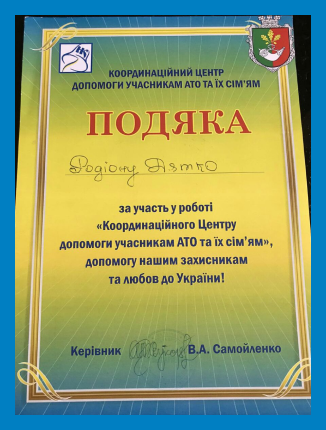 КООРДИНАЦІЙНИЙ ЦЕНТР
ДОПОМОГИ УЧАСНИКАМ АТО ТА ЇХ СІМ'ЯМ
ПОДЯКА
Родіону Дятко
за участь у роботі
«Координаційного Центру
допомоги учасникам АТО та їх сім'ям»,
допомогу нашим захисникам
та любов до України!
Керівник В.А. Самойленко